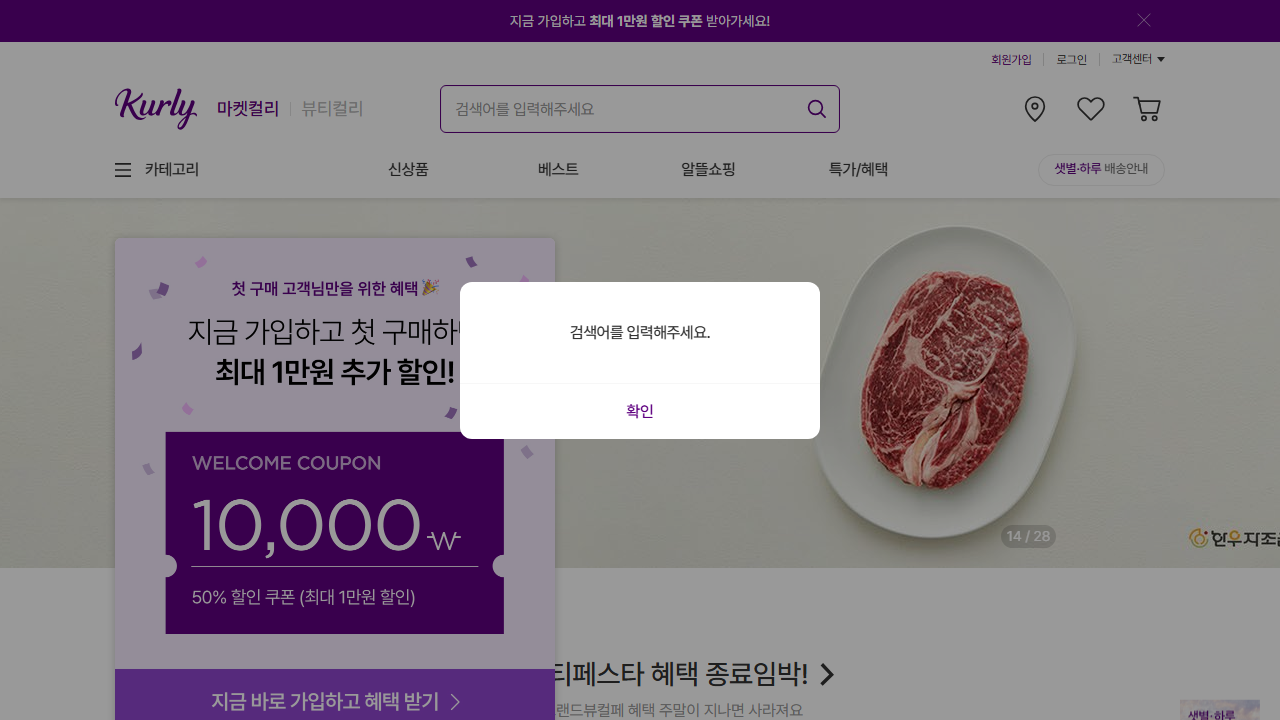 지금 가입하고 최대 1만원 할인 쿠폰 받아가세요!
회원가입 로그인 고객센터
Kurly 마켓컬리 뷰티컬리 검색어를 입력해주세요
카테고리 신상품 베스트 알뜰쇼핑 특가/혜택 샛별·하루 배송안내
첫 구매 고객님만을 위한 혜택
지금 가입하고 첫 구매하
최대 1만원 추가 할인!
검색어를 입력해주세요.
확인
WELCOME COUPON
10,000₩
50% 할인 쿠폰 (최대 1만원 할인)
지금 바로 가입하고 혜택 받기
14 / 28
한우자조금
티페스타 혜택 종료임박!
랜드뷰컬페 혜택 주말이 지나면 사라져요
샛별·하루